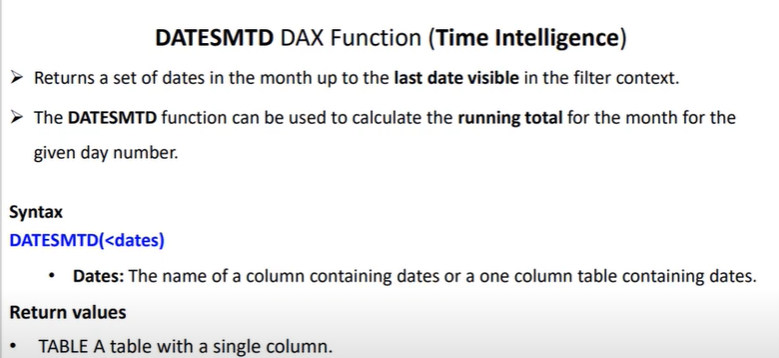 DATESMTD DAX Function (Time Intelligence)
➢ Returns a set of dates in the month up to the last date visible in the filter context.
➢ The DATESMTD function can be used to calculate the running total for the month for the
given day number.
Syntax
DATESMTD(<dates)
• Dates: The name of a column containing dates or a one column table containing dates.
Return values
• TABLE A table with a single column.